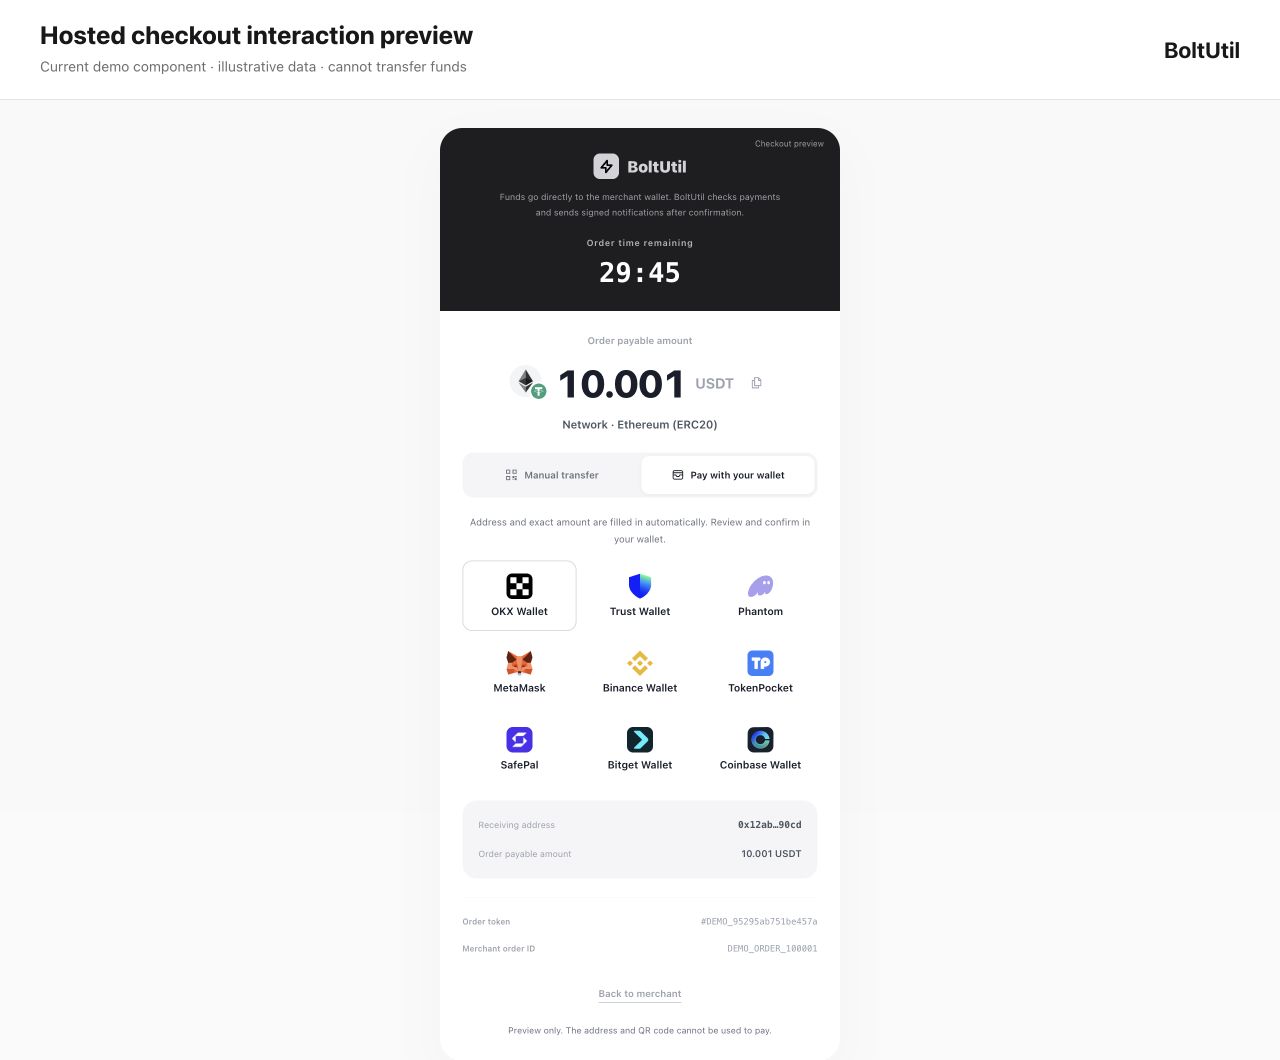 Hosted checkout interaction preview
Current demo component · illustrative data · cannot transfer funds
BoltUtil
Checkout preview
BoltUtil
Funds go directly to the merchant wallet. BoltUtil checks payments
and sends signed notifications after confirmation.
Order time remaining
29:45
Order payable amount
10.001 USDT
Network · Ethereum (ERC20)
Manual transfer
Pay with your wallet
Address and exact amount are filled in automatically. Review and confirm in
your wallet.
OKX Wallet
Trust Wallet
Phantom
MetaMask
Binance Wallet
TP
TokenPocket
SafePal
Bitget Wallet
Coinbase Wallet
Receiving address 0x12ab…90cd
Order payable amount 10.001 USDT
Order token #DEMO_95295ab751be457a
Merchant order ID DEMO_ORDER_100001
Back to merchant
Preview only. The address and QR code cannot be used to pay.